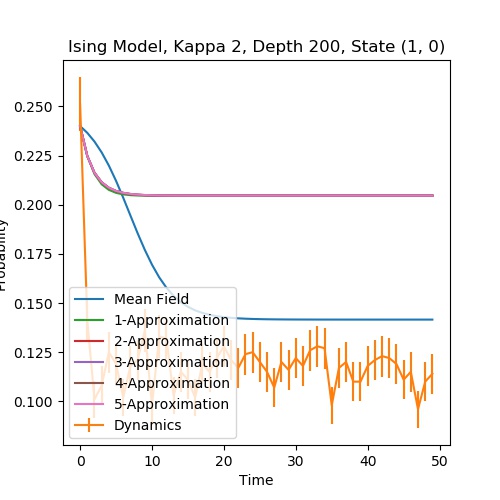 Ising Model, Kappa 2, Depth 200, State (1, 0)
0.250
0.225
0.200
0.175
0.150
0.125
0.100
Probability
Mean Field
1-Approximation
2-Approximation
3-Approximation
4-Approximation
5-Approximation
Dynamics
0 10 20 30 40 50
Time